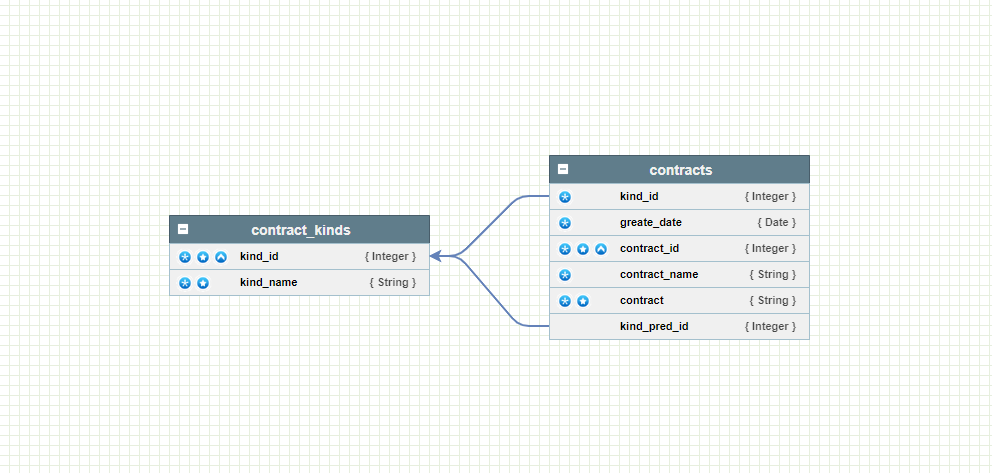 contract_kinds
kind_id { Integer }
kind_name { String }
contracts
kind_id { Integer }
greate_date { Date }
contract_id { Integer }
contract_name { String }
contract { String }
kind_pred_id { Integer }